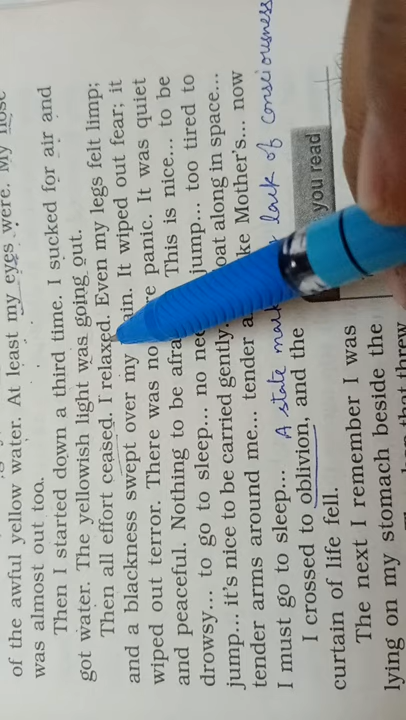 of the awful yellow water. At least my eyes were. My nose
was almost out too.
Then I started down a third time. I sucked for air and
got water. The yellowish light was going out.
Then all effort ceased. I relaxed. Even my legs felt limp;
and a blackness swept over my It wiped out fear; it
wiped out terror. There was no panic. It was quiet
and peaceful. Nothing to be This is nice... to be
drowsy... to go to sleep... no jump... too tired to
jump... it's nice to be carried gently. along in space...
tender arms around me... tender Mother's... now
I must go to sleep... A state lack of consciousness
I crossed to oblivion, and the you read
curtain of life fell.
The next I remember I was
lying on my stomach beside the
that threw